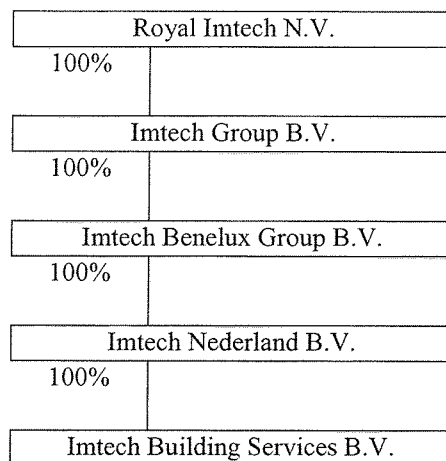 Royal Imtech N.V.
100%
Imtech Group B.V.
100%
Imtech Benelux Group B.V.
100%
Imtech Nederland B.V.
100%
Imtech Building Services B.V.